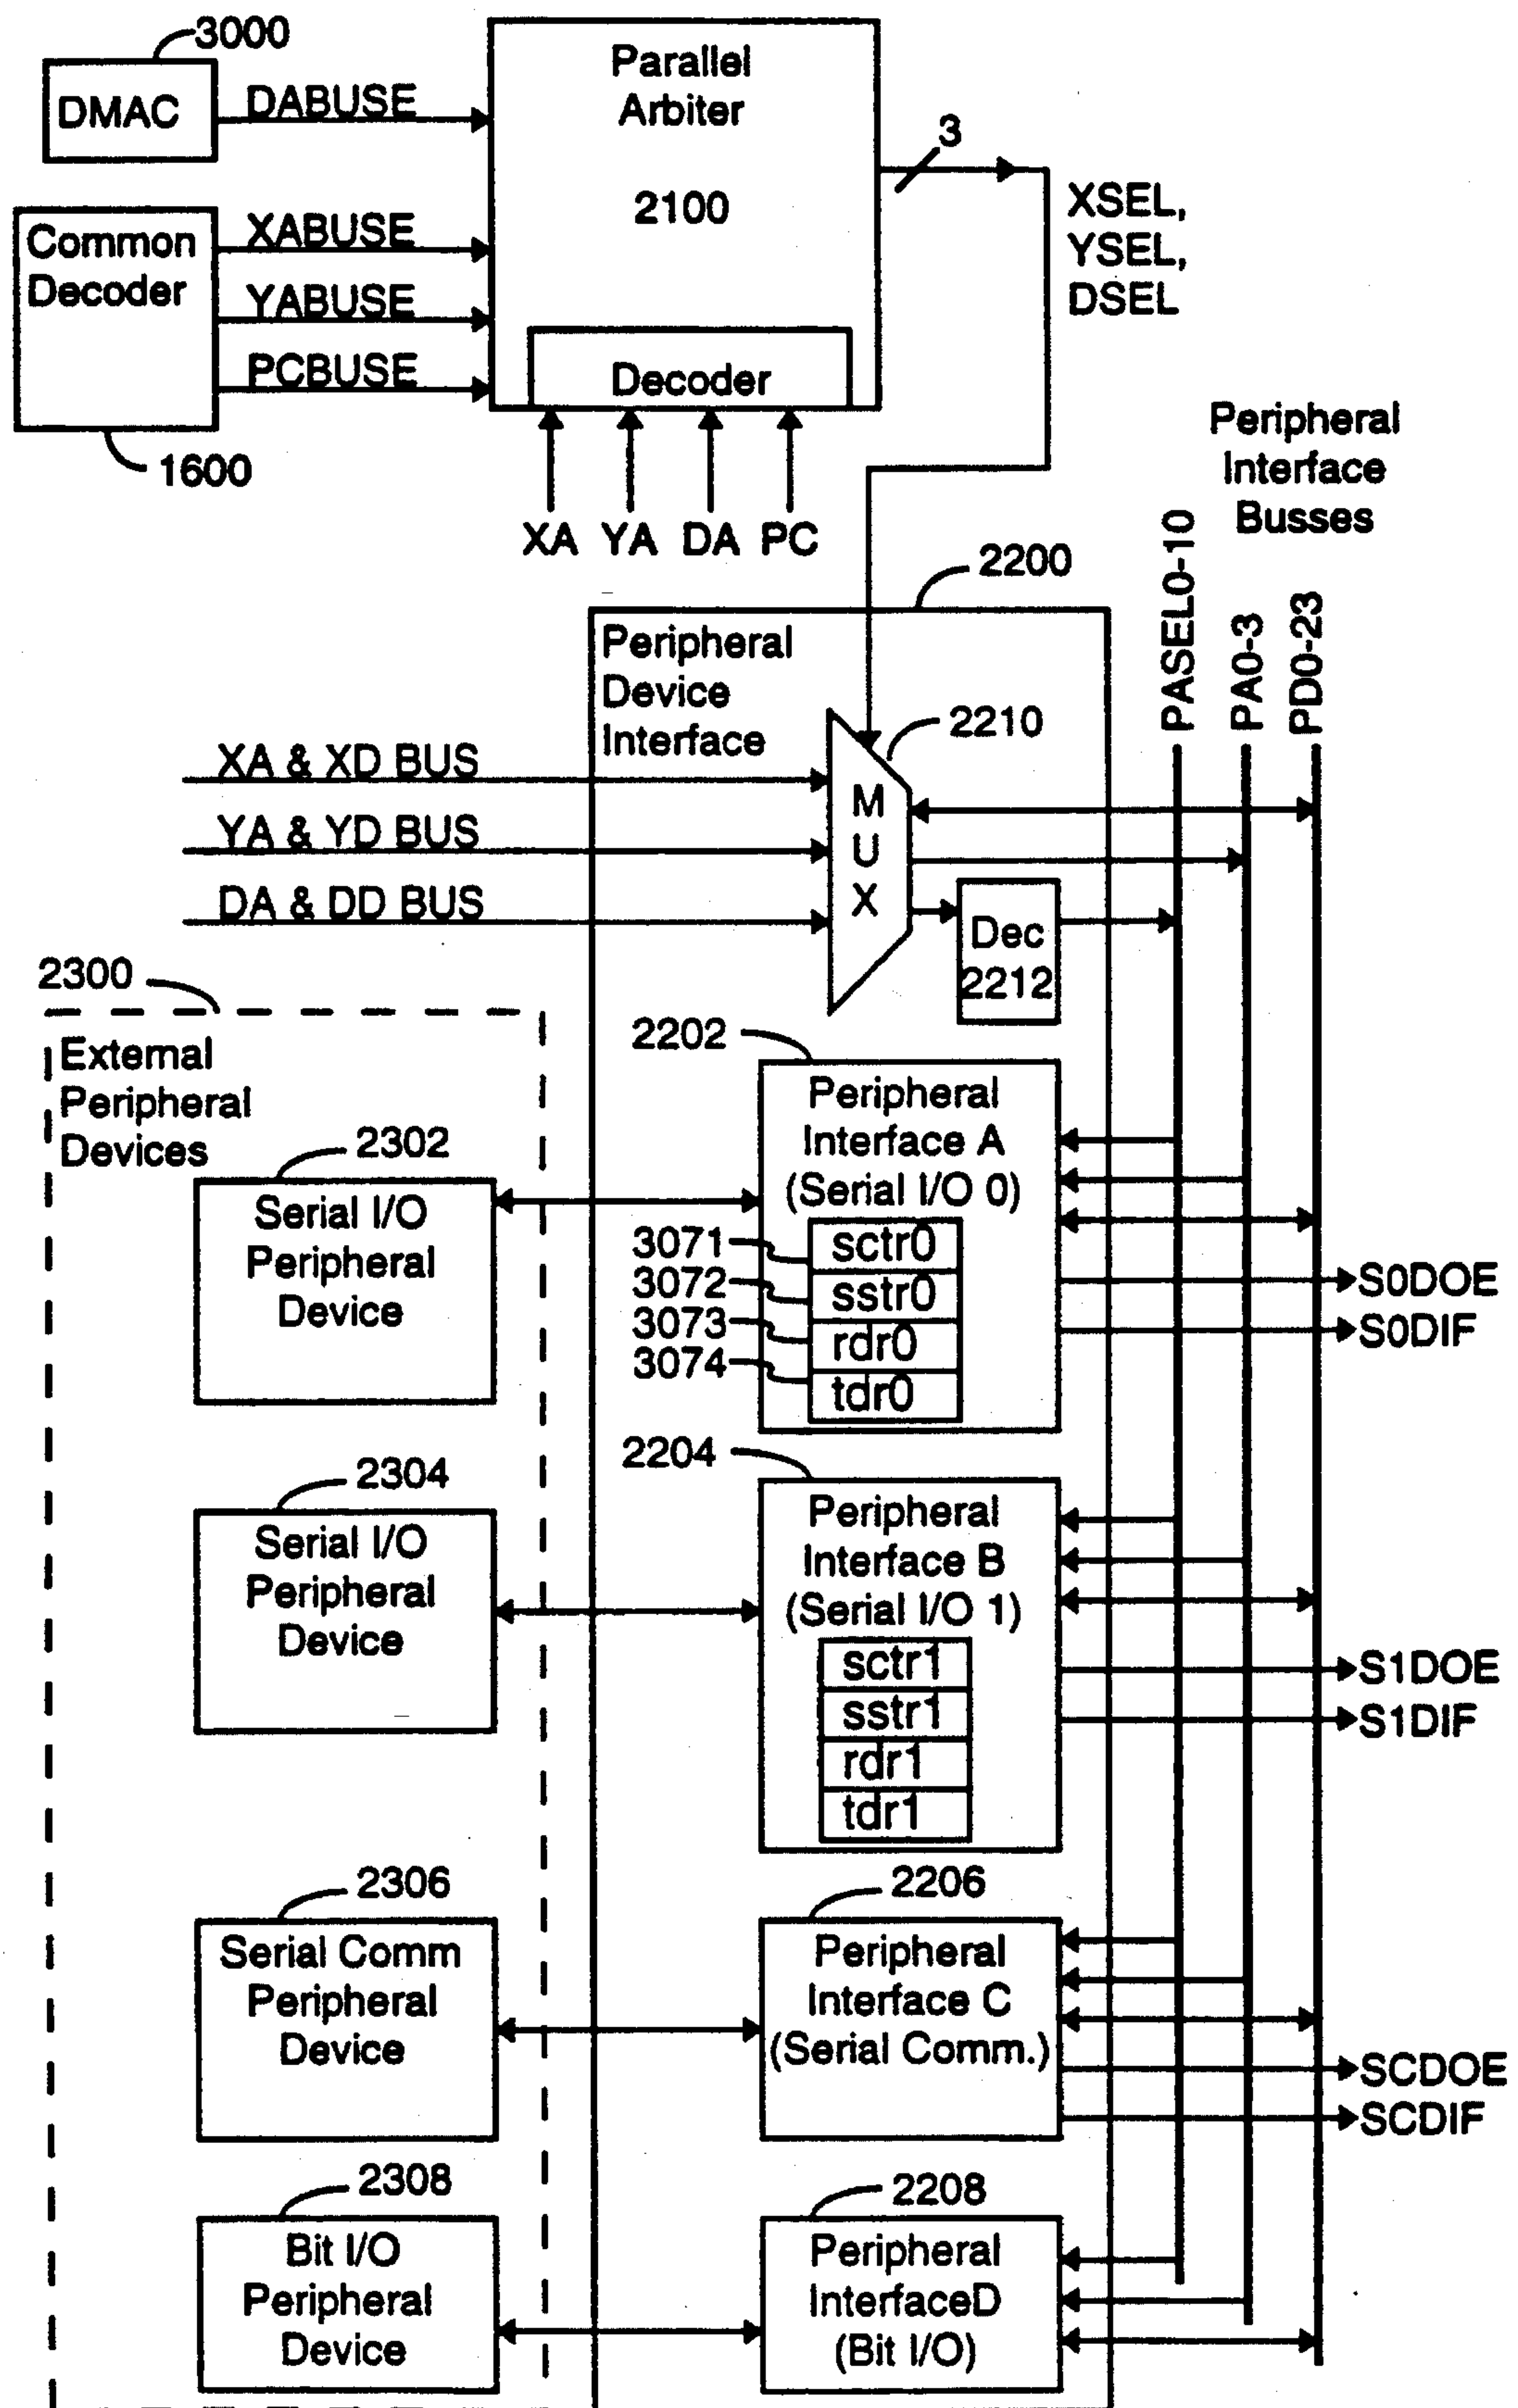 3000
DMAC
DABUSE
Parallel
Arbiter
2100
3
XSEL,
YSEL,
DSEL
Common
Decoder
XABUSE
YABUSE
PCBUSE
1600
Decoder
XA YA DA PC
Peripheral
Interface
Busses
PASEL0-10
PA0-3
PD0-23
2200
Peripheral
Device
Interface
2210
XA & XD BUS
YA & YD BUS
DA & DD BUS
M
U
X
Dec
2212
2300
External
Peripheral
Devices
2302
Serial I/O
Peripheral
Device
2202
Peripheral
Interface A
(Serial I/O 0)
3071
sctr0
3072
sstr0
3073
rdr0
3074
tdr0
S0DOE
S0DIF
2304
Serial I/O
Peripheral
Device
2204
Peripheral
Interface B
(Serial I/O 1)
sctr1
sstr1
rdr1
tdr1
S1DOE
S1DIF
2306
Serial Comm
Peripheral
Device
2206
Peripheral
Interface C
(Serial Comm.)
SCDOE
SCDIF
2308
Bit I/O
Peripheral
Device
2208
Peripheral
InterfaceD
(Bit I/O)